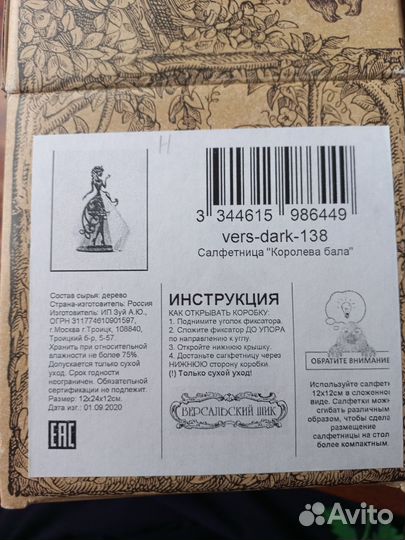 Н
3 344615 986449
vers-dark-138
Салфетница "Королева бала"
Состав сырья: дерево
Страна-изготовитель: Россия
Изготовитель: ИП Зуй А.Ю.,
ОГРН 311774610901597,
г.Москва г.Троицк, 108840,
Троицкий б-р, 5-57
Хранить при относительной
влажности не более 75%.
Допускается только сухой
уход. Срок годности
неограничен. Обязательной
сертификации не подлежит.
Размер: 12х24х12см.
Дата изг.: 01.09.2020
EAC
ИНСТРУКЦИЯ
КАК ОТКРЫВАТЬ КОРОБКУ:
1. Поднимите уголок фиксатора.
2. Сложите фиксатор ДО УПОРА
по направлению к углу.
3. Откройте нижнюю крышку.
4. Достаньте салфетницу через
НИЖНЮЮ сторону коробки
(!) Только сухой уход!
ВЕРСАЛЬСКИЙ ШИК
ОБРАТИТЕ ВНИМАНИЕ
Используйте салфет
12х12см в сложенно
виде. Салфетки мож
сгибать различным
образом, чтобы сдела
размещение
салфетницы на стол
более компактным.
Avito